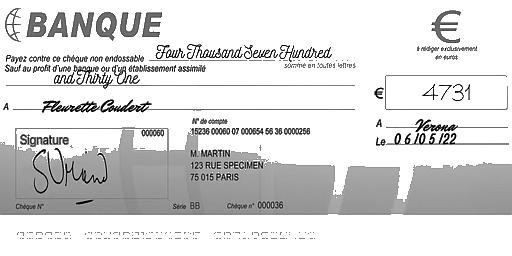 BANQUE
€
à rédiger exclusivement
en euros
Payez contre ce chèque non endossable Four Thousand Seven Hundred
Sauf au profit d'une banque ou d'un établissement assimilé
somme en toutes lettres
and Thirty One
€ 4731
A Fleurette Coudert
A Verona
Le 06/05/22
N° de compte
000060 15236 00060 07 000654 56 36 0000256
Signature
M. MARTIN
123 RUE SPECIMEN
75 015 PARIS
Chèque N° Série BB Chèque n° 000036